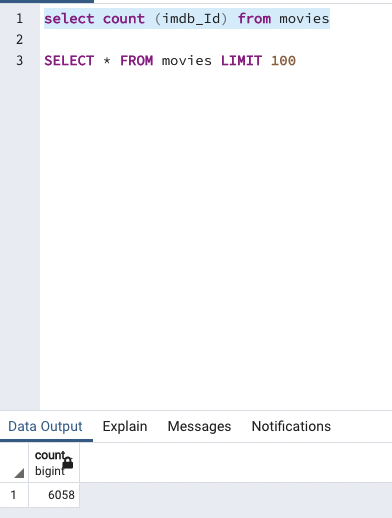 1 select count (imdb_Id) from movies
2
3 SELECT * FROM movies LIMIT 100
Data Output Explain Messages Notifications
count
bigint
1 6058